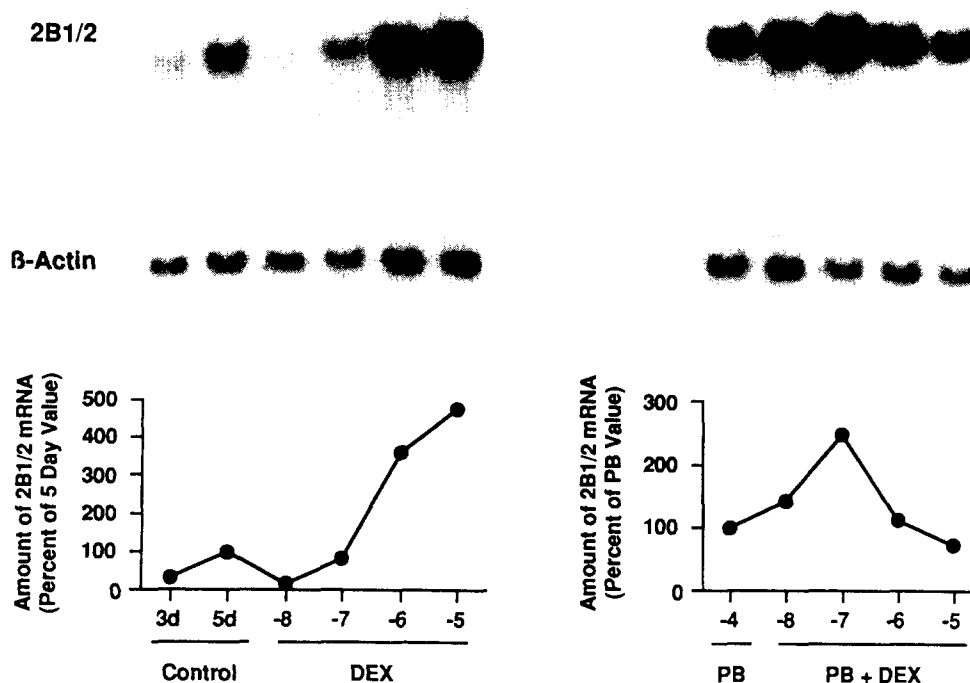 2B1/2
ß-Actin
Amount of 2B1/2 mRNA
(Percent of 5 Day Value)
500
400
300
200
100
0
3d 5d -8 -7 -6 -5
Control DEX
Amount of 2B1/2 mRNA
(Percent of PB Value)
300
200
100
0
-4 -8 -7 -6 -5
PB PB + DEX